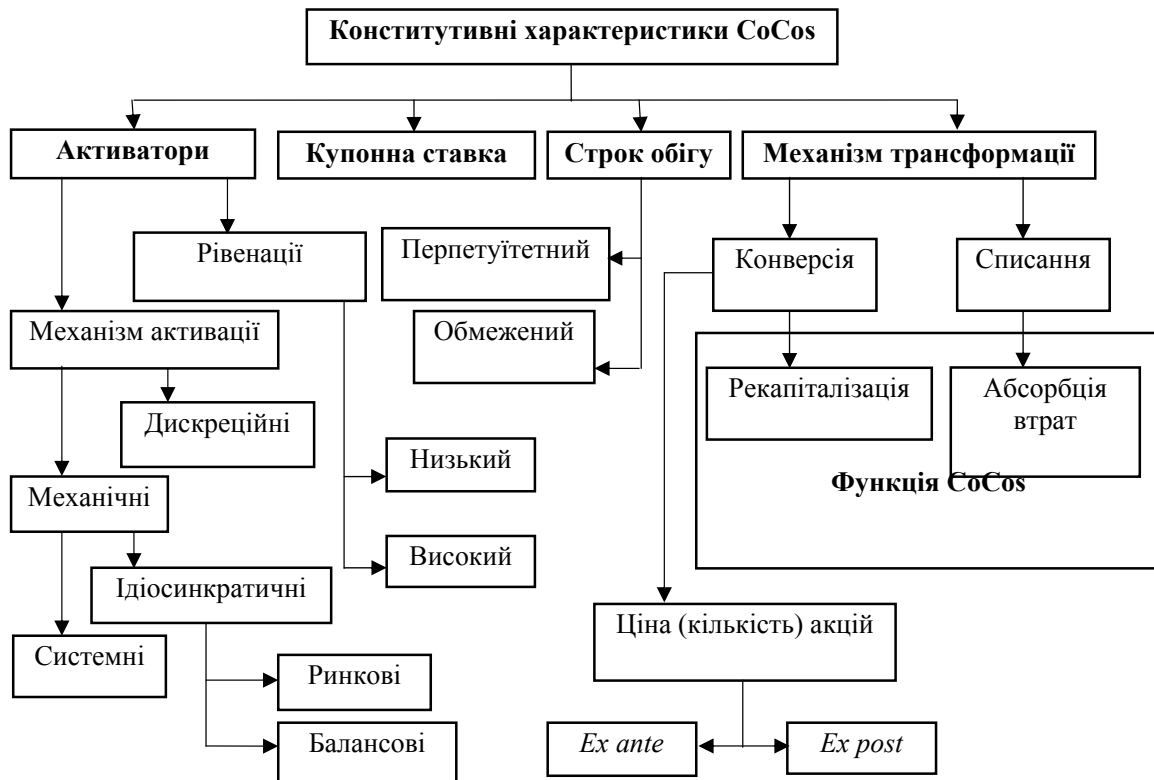 Конститутивні характеристики CoCos
Активатори
Купонна ставка
Строк обігу
Механізм трансформації
Рівенації
Перпетуїтетний
Конверсія
Списання
Механізм активації
Обмежений
Рекапіталізація
Абсорбція
втрат
Дискреційні
Низький
Функція CoCos
Механічні
Високий
Ідіосинкратичні
Ціна (кількість) акцій
Системні
Ринкові
Балансові
Ex ante
Ex post